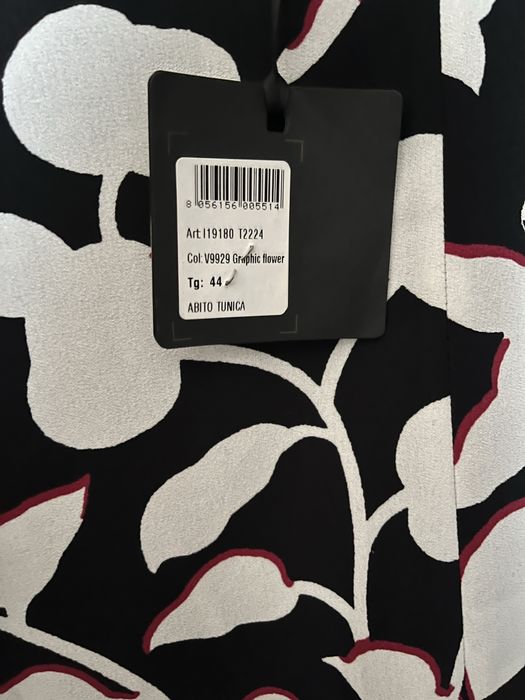 8 056156 005514
Art I19180 T2224
Col: V9929 Graphic flower
Tg: 44
ABITO TUNICA